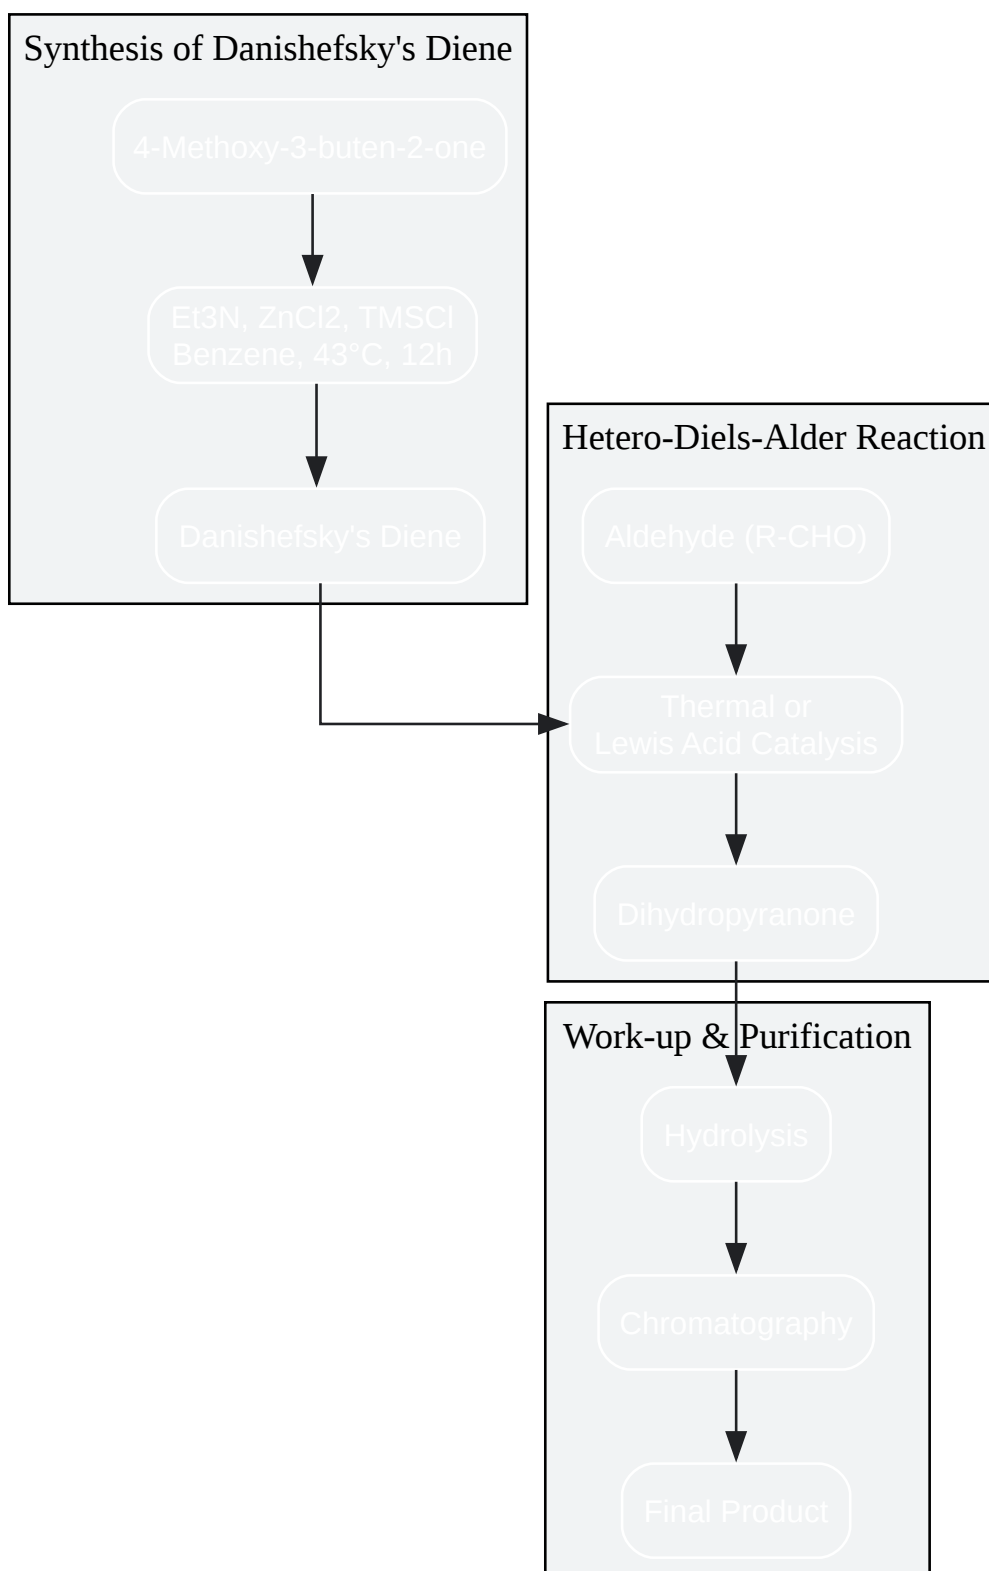 Synthesis of Danishefsky's Diene
4-Methoxy-3-buten-2-one
Et3N, ZnCl2, TMSCl
Benzene, 43°C, 12h
Danishefsky's Diene
Hetero-Diels-Alder Reaction
Aldehyde (R-CHO)
Thermal or
Lewis Acid Catalysis
Dihydropyranone
Work-up & Purification
Hydrolysis
Chromatography
Final Product